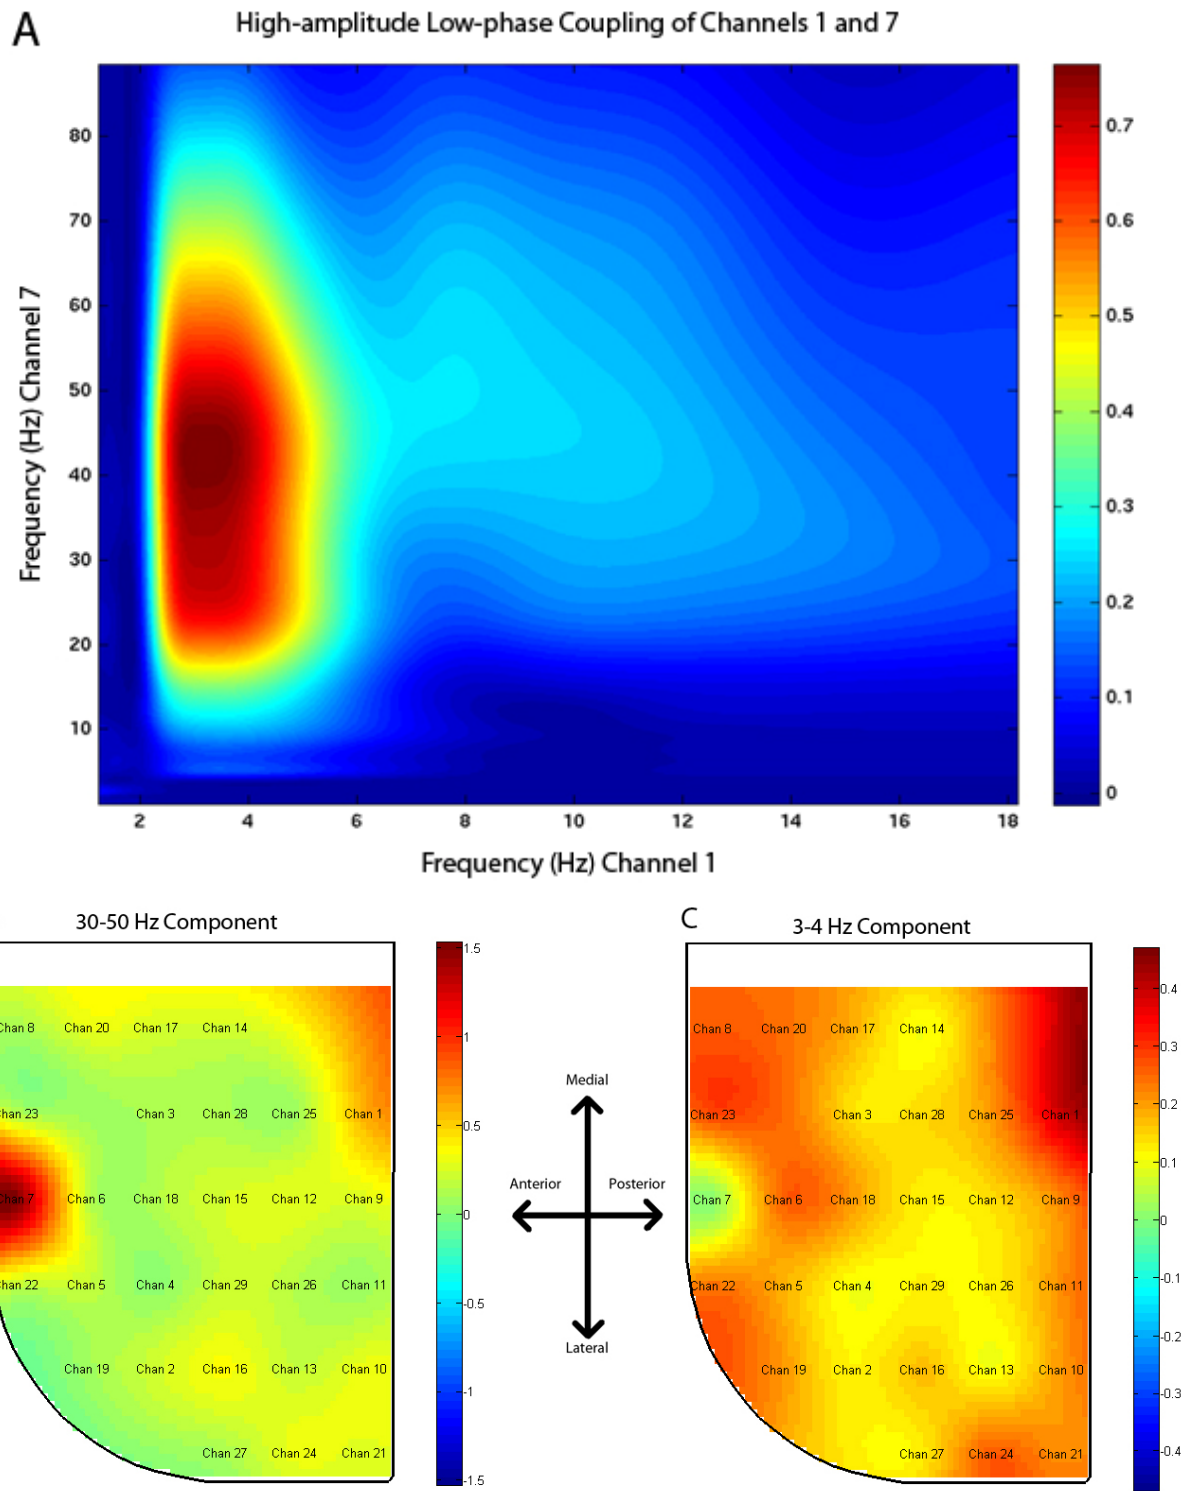 A
High-amplitude Low-phase Coupling of Channels 1 and 7
Frequency (Hz) Channel 7
80
70
60
50
40
30
20
10
2 4 6 8 10 12 14 16 18
Frequency (Hz) Channel 1
0.7
0.6
0.5
0.4
0.3
0.2
0.1
0
30-50 Hz Component
Chan 8 Chan 20 Chan 17 Chan 14
Chan 23 Chan 3 Chan 28 Chan 25 Chan 1
Chan 7 Chan 6 Chan 18 Chan 15 Chan 12 Chan 9
Chan 22 Chan 5 Chan 4 Chan 29 Chan 26 Chan 11
Chan 19 Chan 2 Chan 16 Chan 13 Chan 10
Chan 27 Chan 24 Chan 21
1.5
1
0.5
0
-0.5
-1
-1.5
Medial
Anterior Posterior
Lateral
C
3-4 Hz Component
Chan 8 Chan 20 Chan 17 Chan 14
Chan 23 Chan 3 Chan 28 Chan 25 Chan 1
Chan 7 Chan 6 Chan 18 Chan 15 Chan 12 Chan 9
Chan 22 Chan 5 Chan 4 Chan 29 Chan 26 Chan 11
Chan 19 Chan 2 Chan 16 Chan 13 Chan 10
Chan 27 Chan 24 Chan 21
0.4
0.3
0.2
0.1
0
-0.1
-0.2
-0.3
-0.4